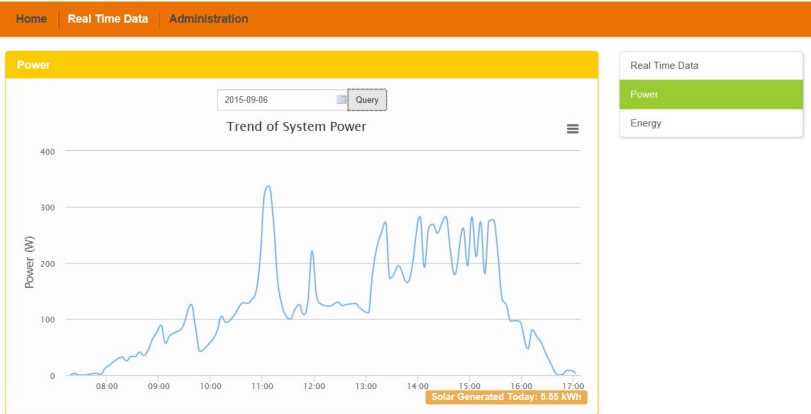 Home Real Time Data Administration
Power
2015-09-06 Query
Trend of System Power
400
300
200
100
0
Power (W)
08:00 09:00 10:00 11:00 12:00 13:00 14:00 15:00 16:00 17:00
Solar Generated Today: 5.55 kWh
Real Time Data
Power
Energy